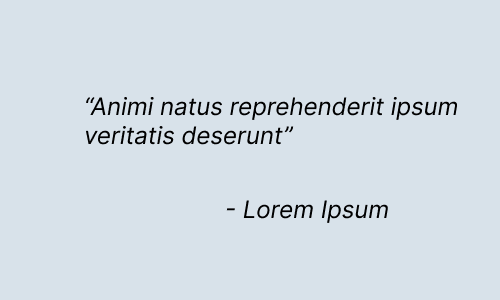 “Animi natus reprehenderit ipsum
veritatis deserunt”
- Lorem Ipsum